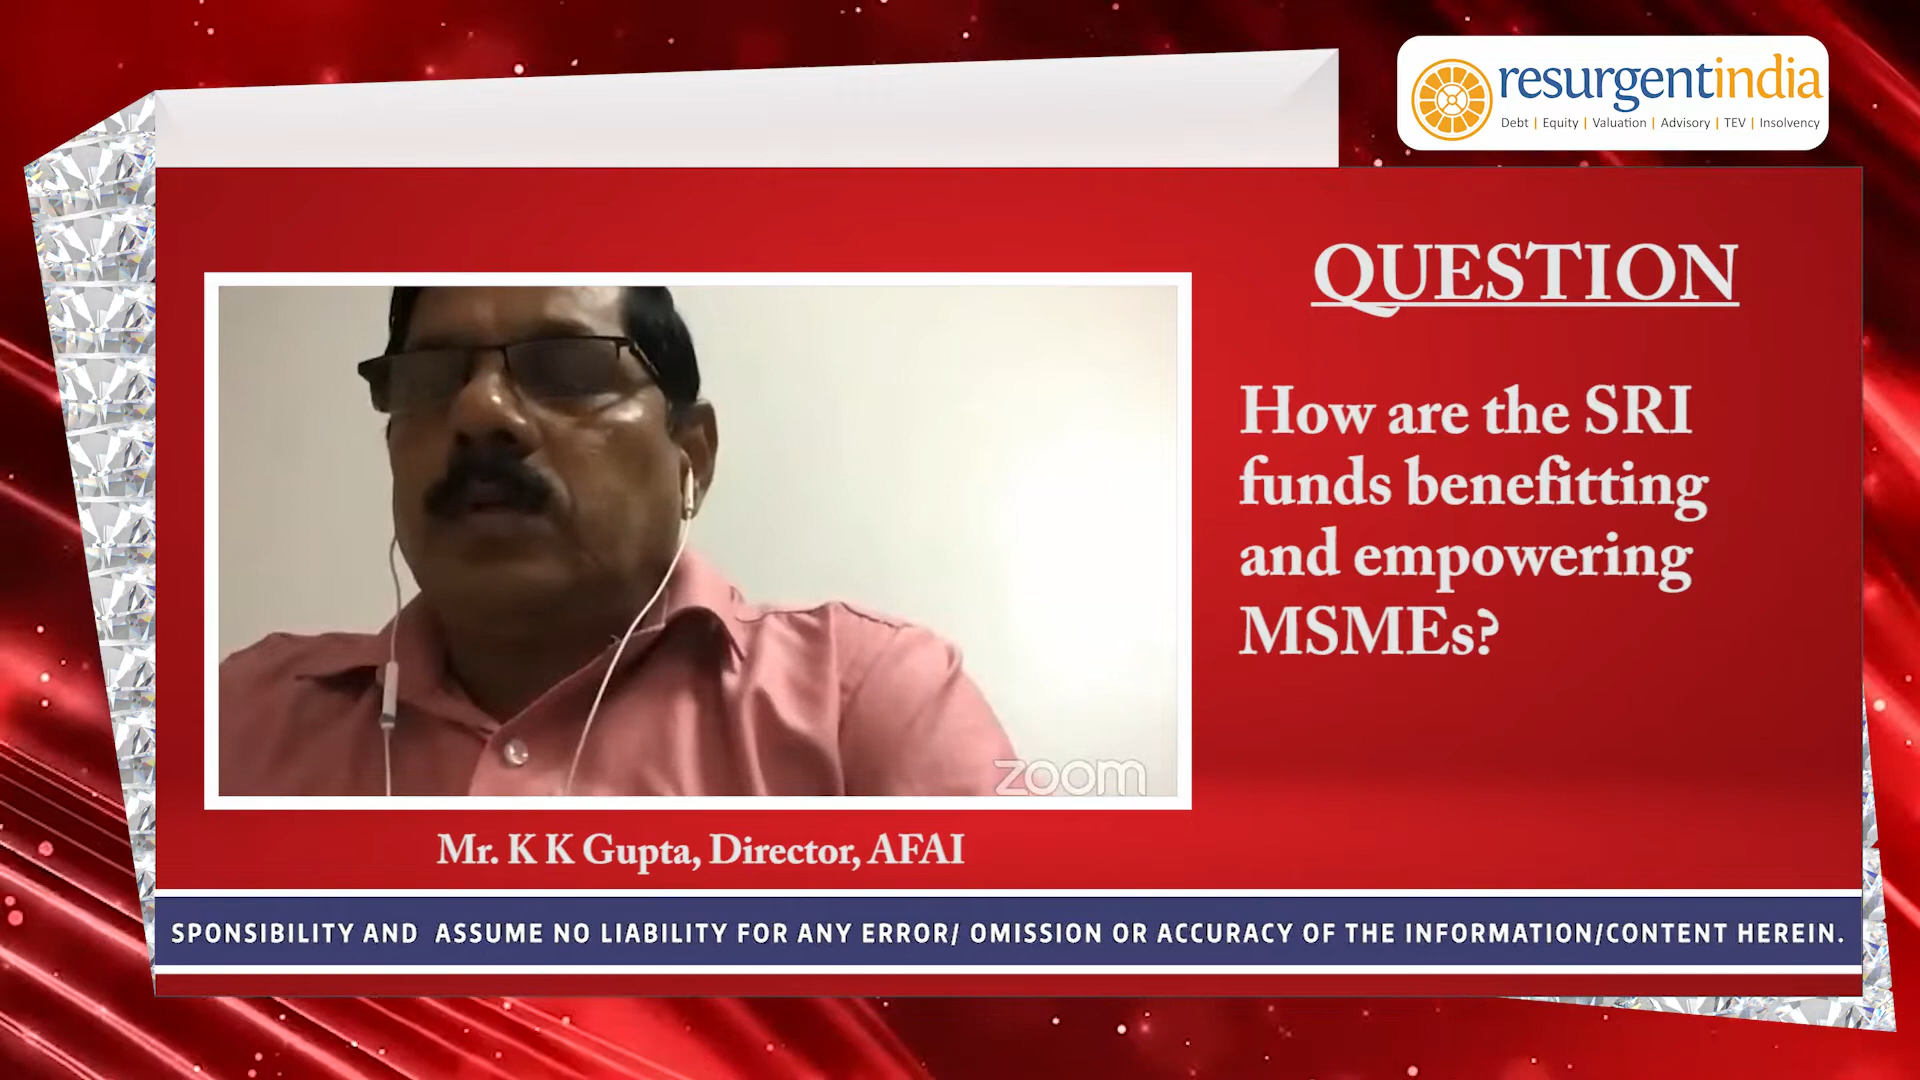 resurgentindia
Debt | Equity | Valuation | Advisory | TEV | Insolvency
QUESTION
How are the SRI
funds benefitting
and empowering
MSMEs?
zoom
Mr. K K Gupta, Director, AFAI
SPONSIBILITY AND ASSUME NO LIABILITY FOR ANY ERROR/ OMISSION OR ACCURACY OF THE INFORMATION/CONTENT HEREIN.